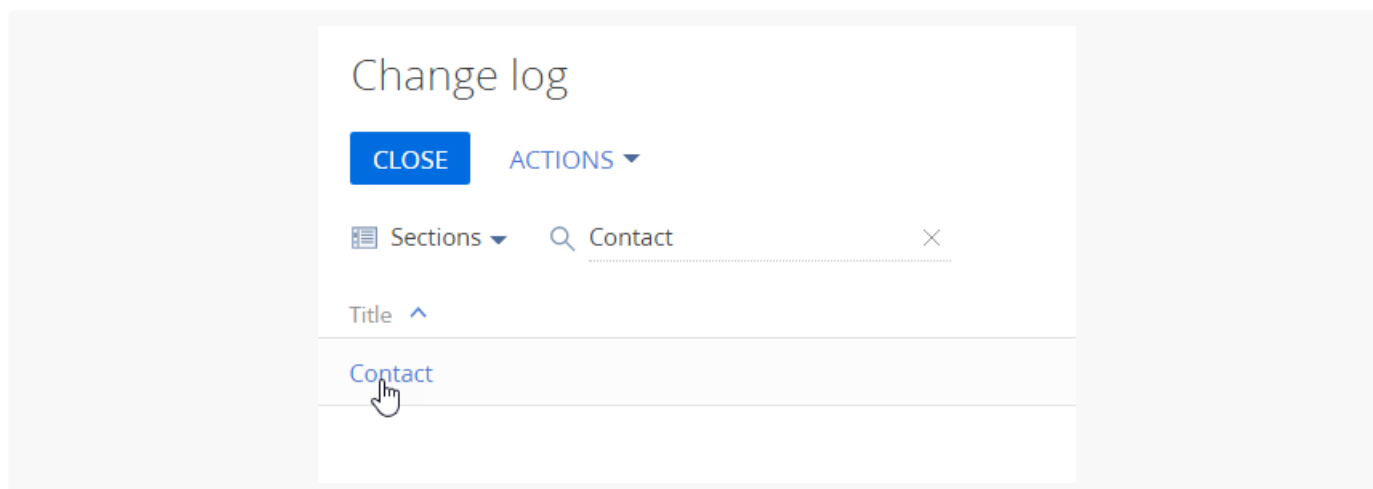 Change log
CLOSE ACTIONS
Sections Contact
Title
Contact